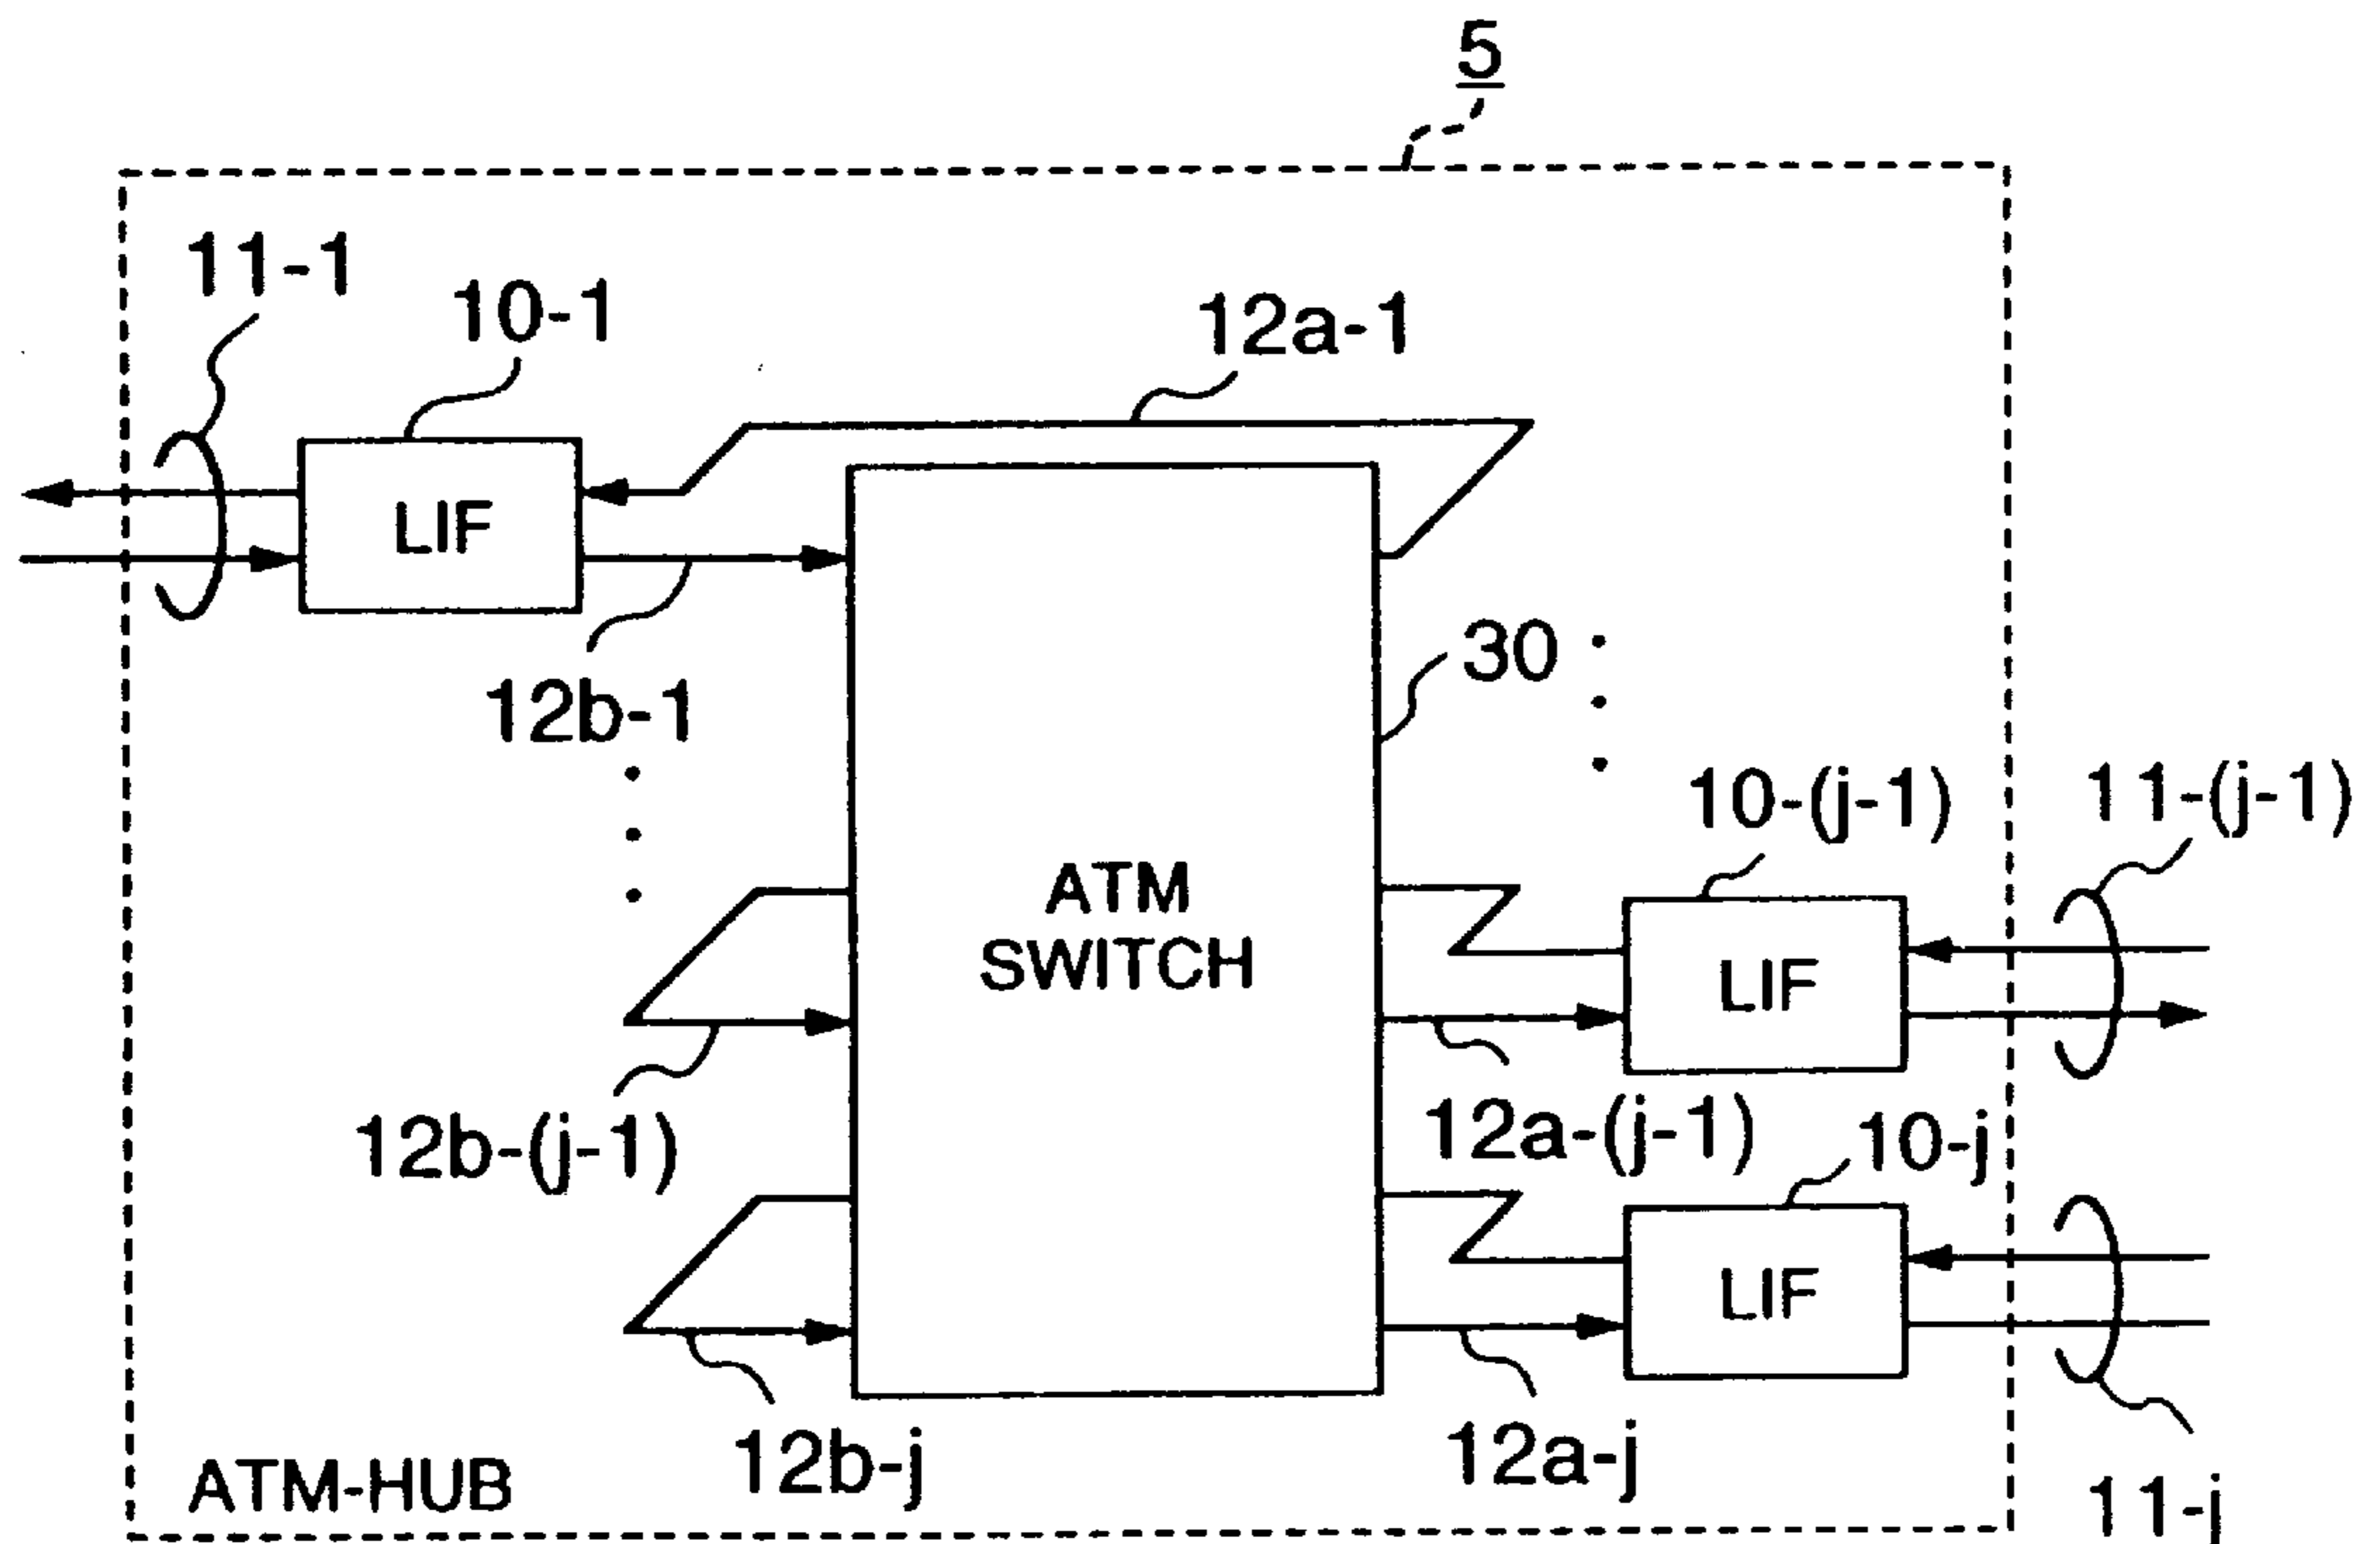 5
11-1
10-1
12a-1
LIF
12b-1
30
10-(j-1)
11-(j-1)
ATM
SWITCH
LIF
12b-(j-1)
12a-(j-1)
10-j
LIF
12b-j
12a-j
ATM-HUB
11-j